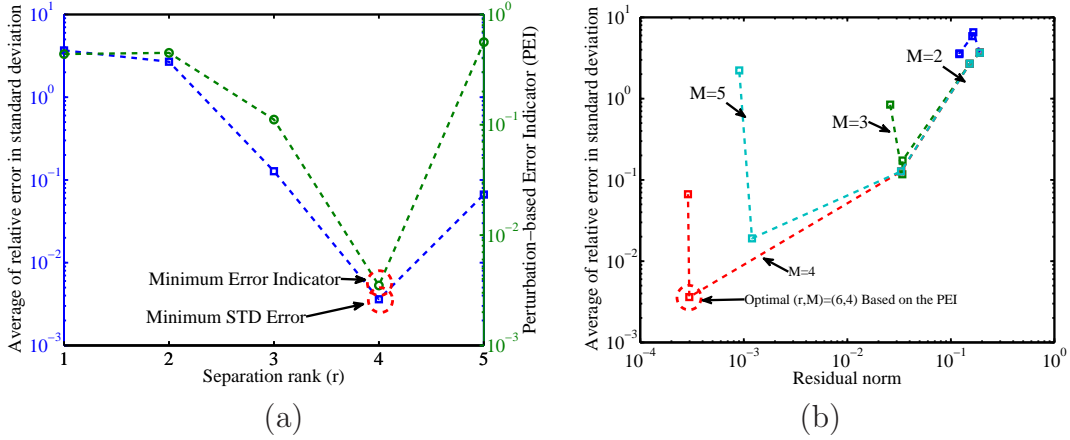 Average of relative error in standard deviation
10^1
10^0
10^-1
10^-2
10^-3
1
2
3
4
5
Separation rank (r)
10^0
10^-1
10^-2
10^-3
Perturbation−based Error Indicator (PEI)
Minimum Error Indicator
Minimum STD Error
(a)
Average of relative error in standard deviation
10^1
10^0
10^-1
10^-2
10^-3
10^-4
10^-3
10^-2
10^-1
10^0
Residual norm
M=2
M=5
M=3
M=4
Optimal (r,M)=(6,4) Based on the PEI
(b)